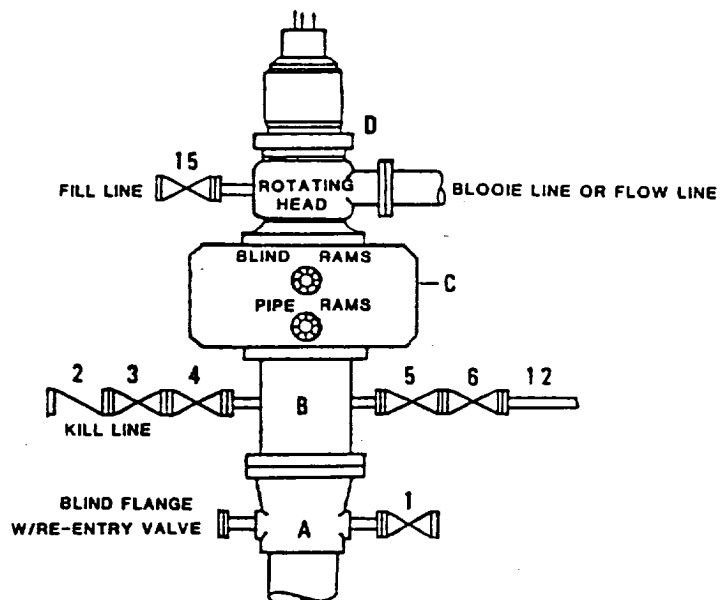 D
15
FILL LINE
ROTATING
HEAD
BLOOIE LINE OR FLOW LINE
BLIND RAMS
C
PIPE RAMS
2 3 4
5 6 12
B
KILL LINE
BLIND FLANGE
W/RE-ENTRY VALVE
A
1